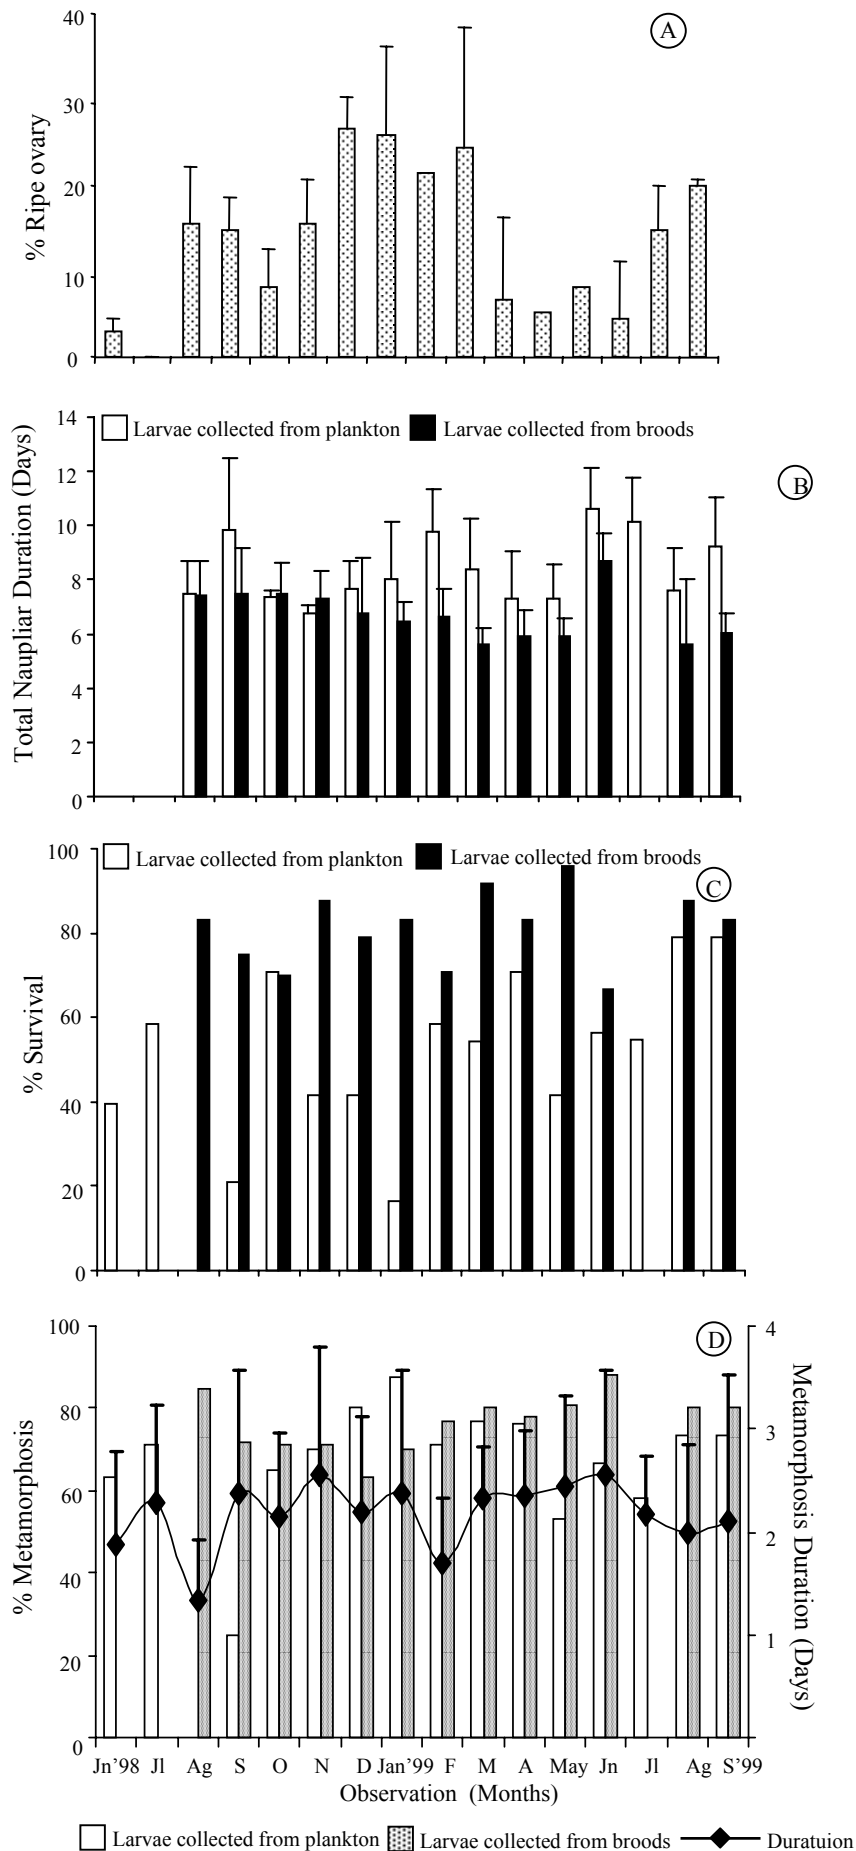 A
40
30
20
10
0
% Ripe ovary
B
14
12
10
8
6
4
2
0
Total Naupliar Duration (Days)
Larvae collected from plankton Larvae collected from broods
C
100
80
60
40
20
0
% Survival
Larvae collected from plankton Larvae collected from broods
D
100
80
60
40
20
0
% Metamorphosis
4
3
2
1
Metamorphosis Duration (Days)
Jn’98 Jl Ag S O N D Jan’99 F M A May Jn Jl Ag S’99
Observation (Months)
Larvae collected from plankton Larvae collected from broods Duratuion